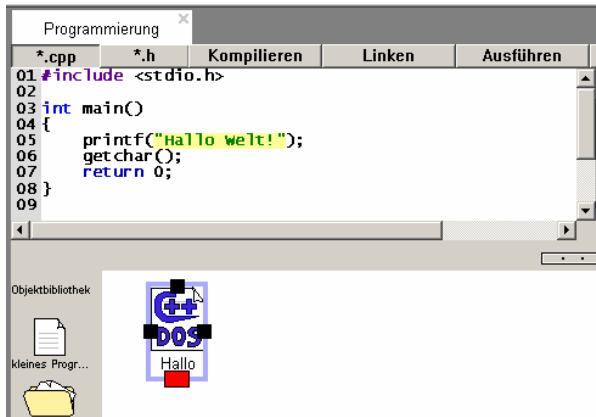 Programmierung
*.cpp *.h Kompilieren Linken Ausführen
01 #include <stdio.h>
02
03 int main()
04 {
05 printf("Hallo Welt!");
06 getchar();
07 return 0;
08 }
09
Objektbibliothek
kleines Progr...
C++
DOS
Hallo